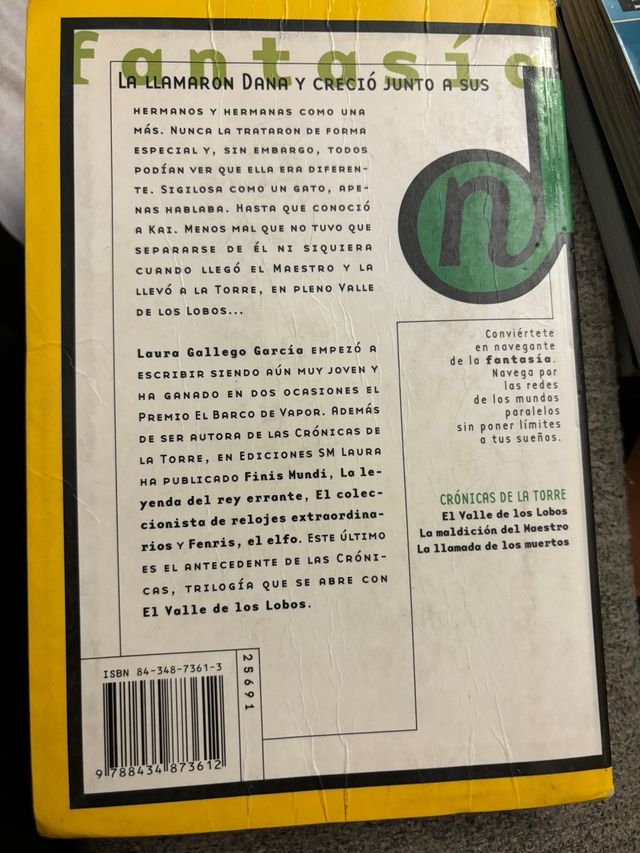 fantasía
La llamaron Dana y creció junto a sus
hermanos y hermanas como una
más. Nunca la trataron de forma
especial y, sin embargo, todos
podían ver que ella era diferen-
te. Sigilosa como un gato, ape-
nas hablaba. Hasta que conoció
a Kai. Menos mal que no tuvo que
separarse de él ni siquiera
cuando llegó el Maestro y la
llevó a la Torre, en pleno Valle
de los Lobos...
Laura Gallego García empezó a
escribir siendo aún muy joven y
ha ganado en dos ocasiones el
Premio El Barco de Vapor. Además
de ser autora de las Crónicas de
la Torre, en Ediciones SM Laura
ha publicado Finis Mundi, La le-
yenda del rey errante, El colec-
cionista de relojes extraordina-
rios y Fenris, el elfo. Este último
es el antecedente de las Cróni-
cas, trilogía que se abre con
El Valle de los Lobos.
nd
Conviértete
en navegante
de la fantasía.
Navega por
las redes
de los mundos
paralelos
sin poner límites
a tus sueños.
CRÓNICAS DE LA TORRE
El Valle de los Lobos
La maldición del Maestro
La llamada de los muertos
ISBN 84-348-7361-3
9 788434 873612
25691